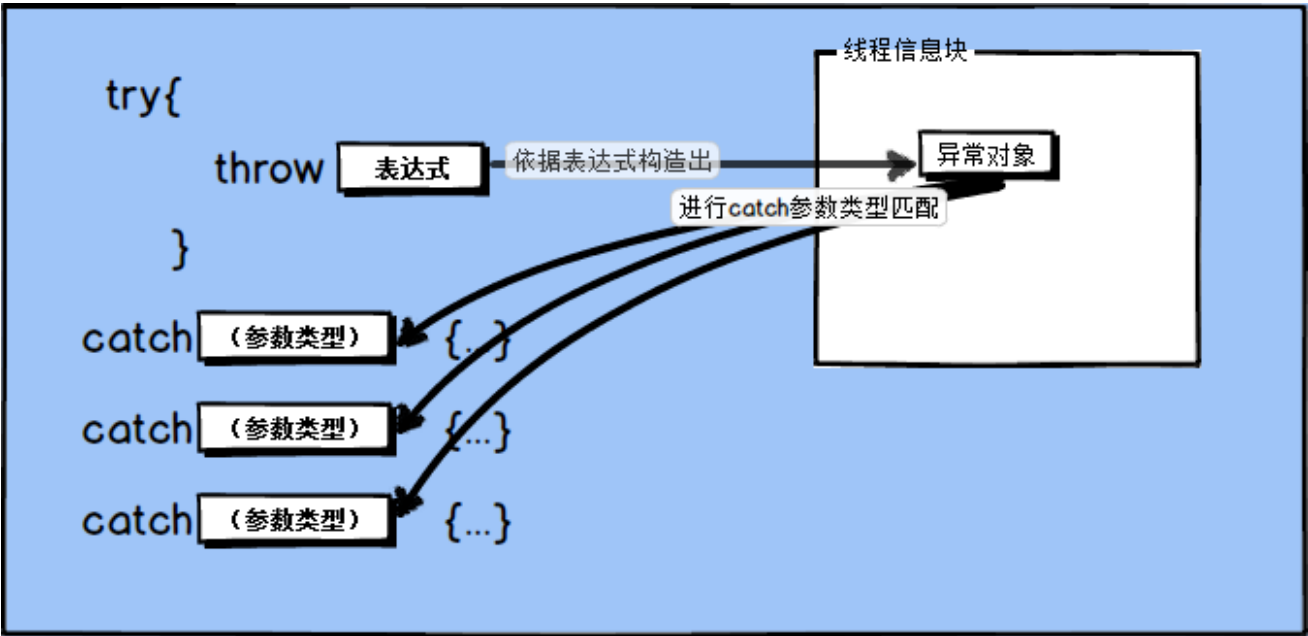 线程信息块
try{
throw 表达式 依据表达式构造出 异常对象
进行catch参数类型匹配
}
catch (参数类型) {...}
catch (参数类型) {...}
catch (参数类型) {...}